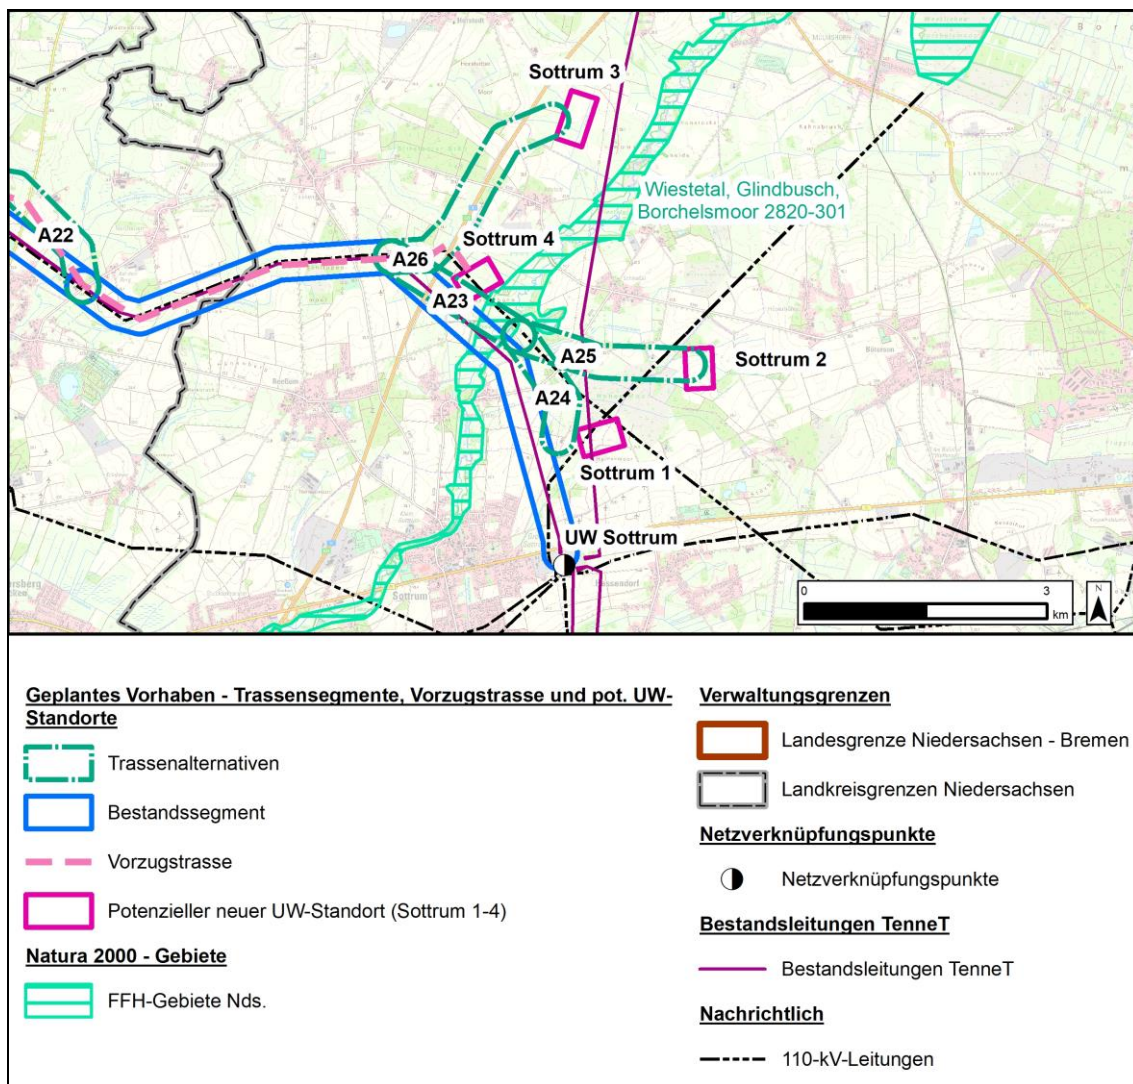 Sottrum 3
Wiestetal, Glindbusch,
Borchelsmoor 2820-301
A22
Sottrum 4
A26
A23
A25
Sottrum 2
A24
Sottrum 1
UW Sottrum
Sottrum
0
3
km
N
Geplantes Vorhaben - Trassensegmente, Vorzugstrasse und pot. UW-
Standorte
Trassenalternativen
Bestandssegment
Vorzugstrasse
Potenzieller neuer UW-Standort (Sottrum 1-4)
Natura 2000 - Gebiete
FFH-Gebiete Nds.
Verwaltungsgrenzen
Landesgrenze Niedersachsen - Bremen
Landkreisgrenzen Niedersachsen
Netzverknüpfungspunkte
Netzverknüpfungspunkte
Bestandsleitungen TenneT
Bestandsleitungen TenneT
Nachrichtlich
110-kV-Leitungen